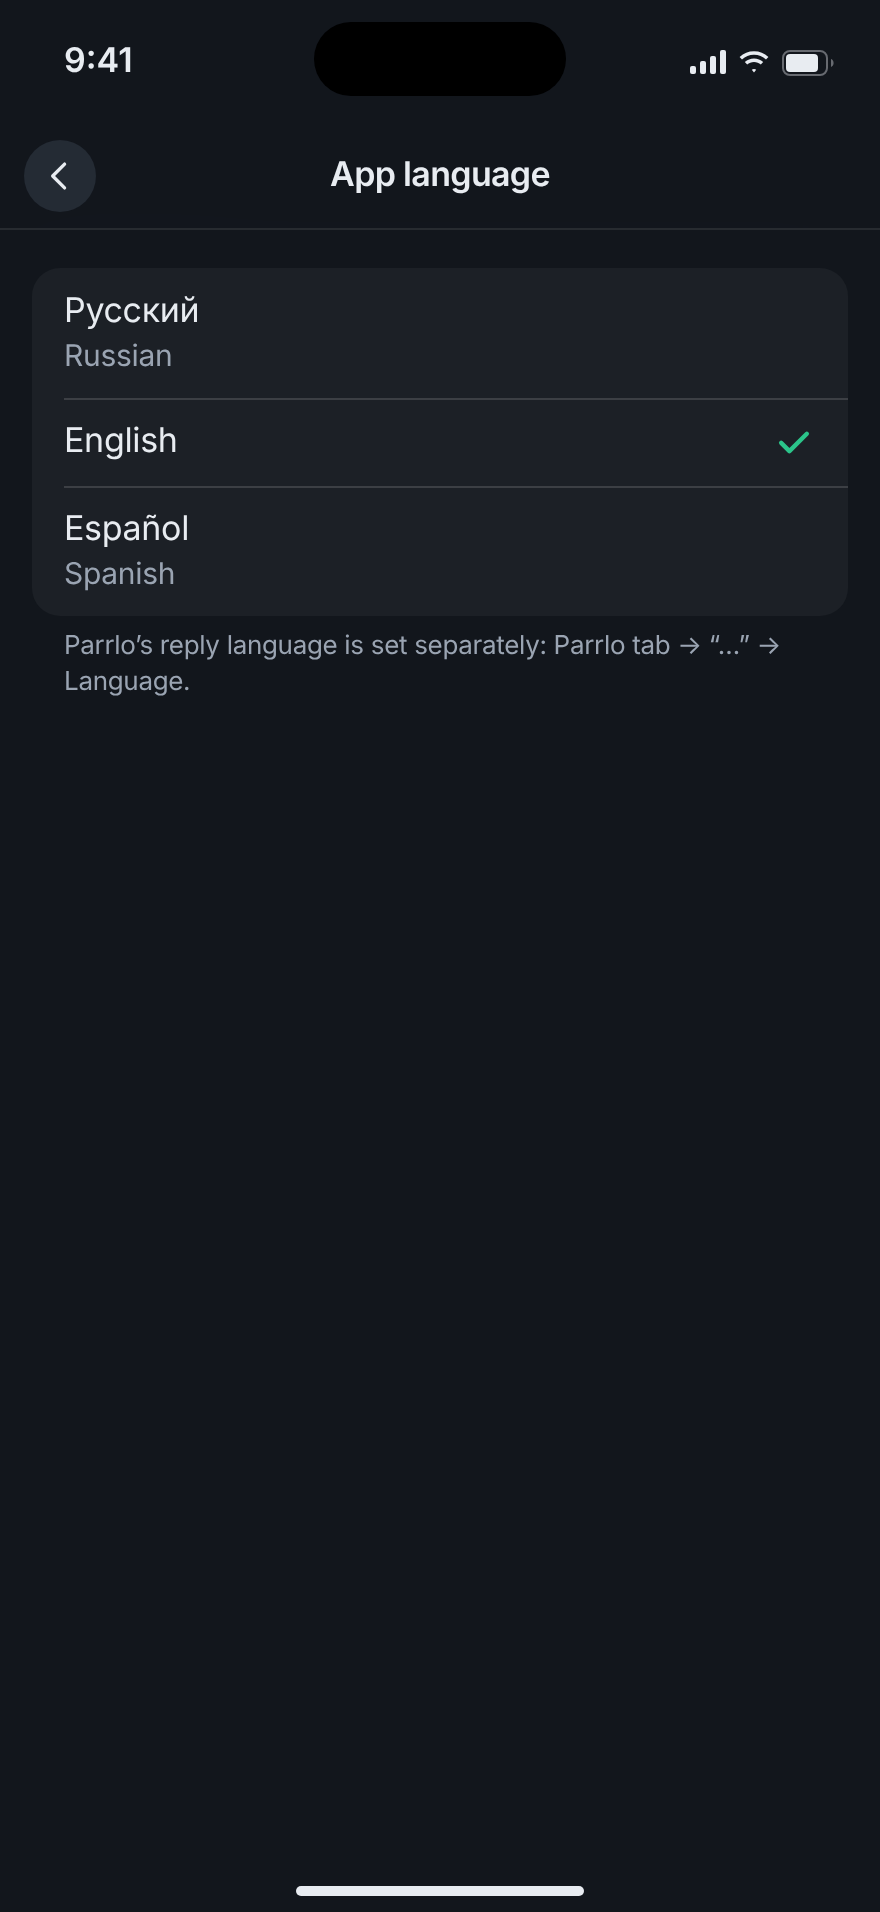 9:41
App language
Русский
Russian
English
Español
Spanish
Parrlo’s reply language is set separately: Parrlo tab → “...” →
Language.